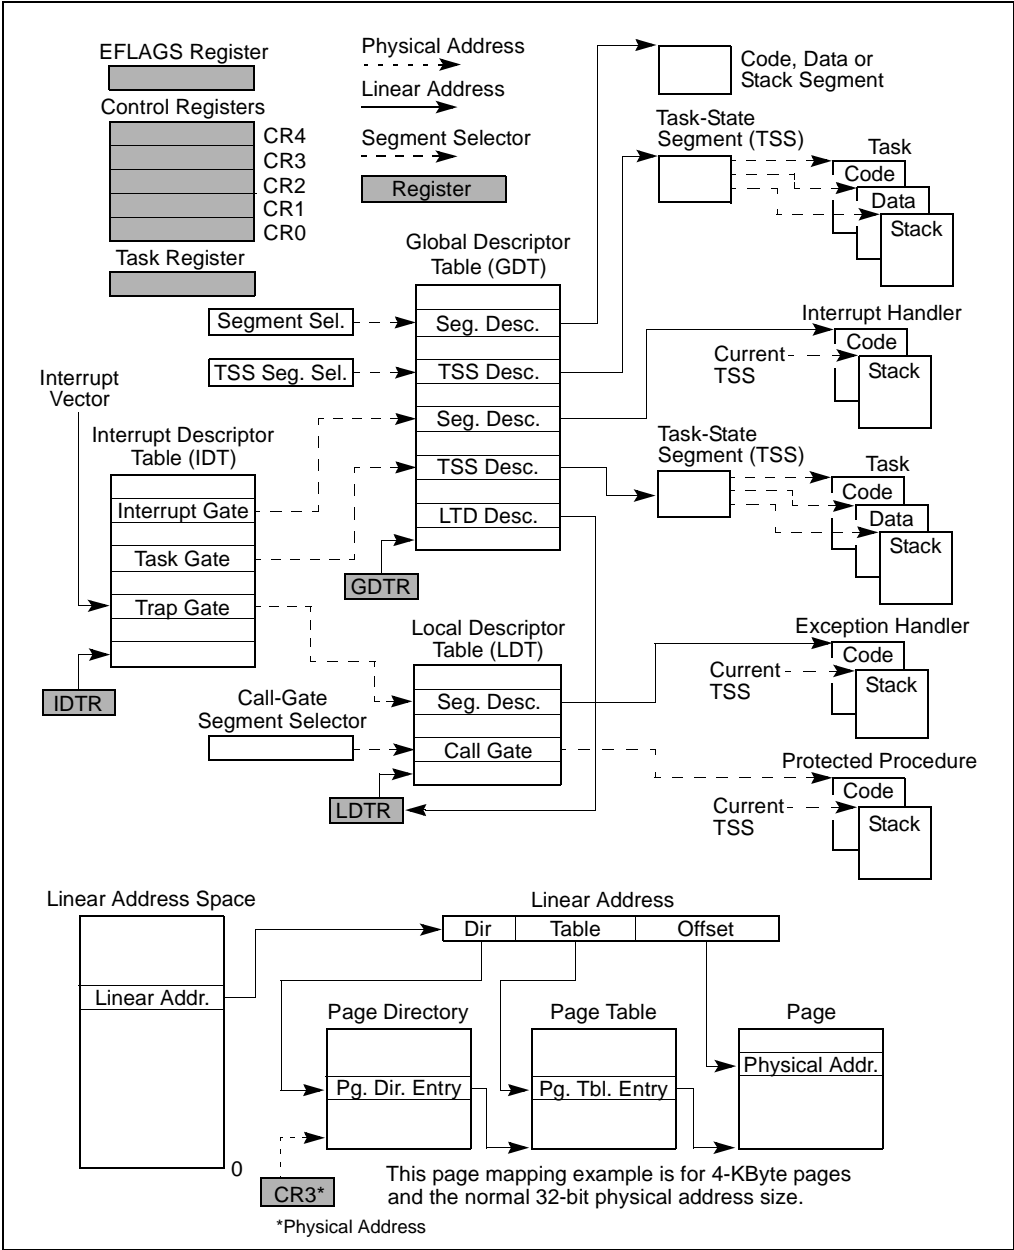 EFLAGS Register
Control Registers
CR4
CR3
CR2
CR1
CR0
Task Register
Physical Address
Linear Address
Segment Selector
Register
Code, Data or
Stack Segment
Task-State
Segment (TSS)
Task
Code
Data
Stack
Global Descriptor
Table (GDT)
Segment Sel.
Seg. Desc.
TSS Seg. Sel.
TSS Desc.
Seg. Desc.
TSS Desc.
LTD Desc.
GDTR
Interrupt Handler
Code
Current
TSS
Stack
Interrupt
Vector
Interrupt Descriptor
Table (IDT)
Interrupt Gate
Task Gate
Trap Gate
IDTR
Task-State
Segment (TSS)
Task
Code
Data
Stack
Local Descriptor
Table (LDT)
Seg. Desc.
Call Gate
Call-Gate
Segment Selector
LDTR
Exception Handler
Code
Current
TSS
Stack
Protected Procedure
Code
Current
TSS
Stack
Linear Address Space
Linear Addr.
0
Linear Address
Dir
Table
Offset
Page Directory
Pg. Dir. Entry
Page Table
Pg. Tbl. Entry
Page
Physical Addr.
CR3*
*Physical Address
This page mapping example is for 4-KByte pages
and the normal 32-bit physical address size.